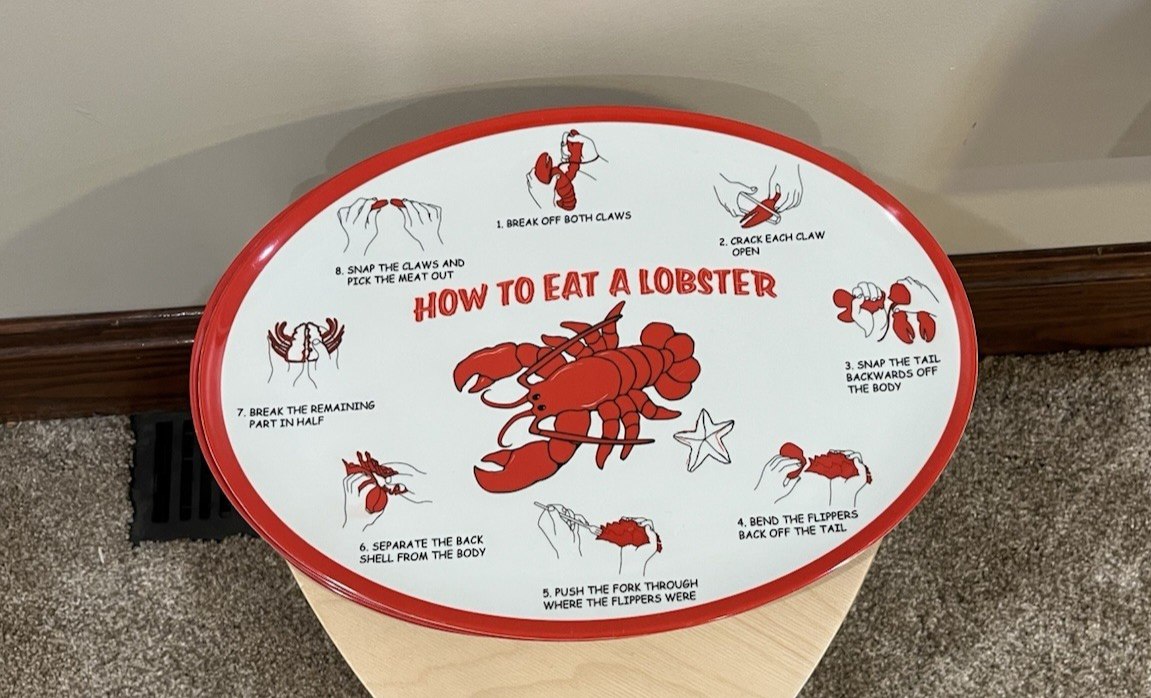 HOW TO EAT A LOBSTER
1. BREAK OFF BOTH CLAWS
2. CRACK EACH CLAW
OPEN
3. SNAP THE TAIL
BACKWARDS OFF
THE BODY
4. BEND THE FLIPPERS
BACK OFF THE TAIL
5. PUSH THE FORK THROUGH
WHERE THE FLIPPERS WERE
6. SEPARATE THE BACK
SHELL FROM THE BODY
7. BREAK THE REMAINING
PART IN HALF
8. SNAP THE CLAWS AND
PICK THE MEAT OUT